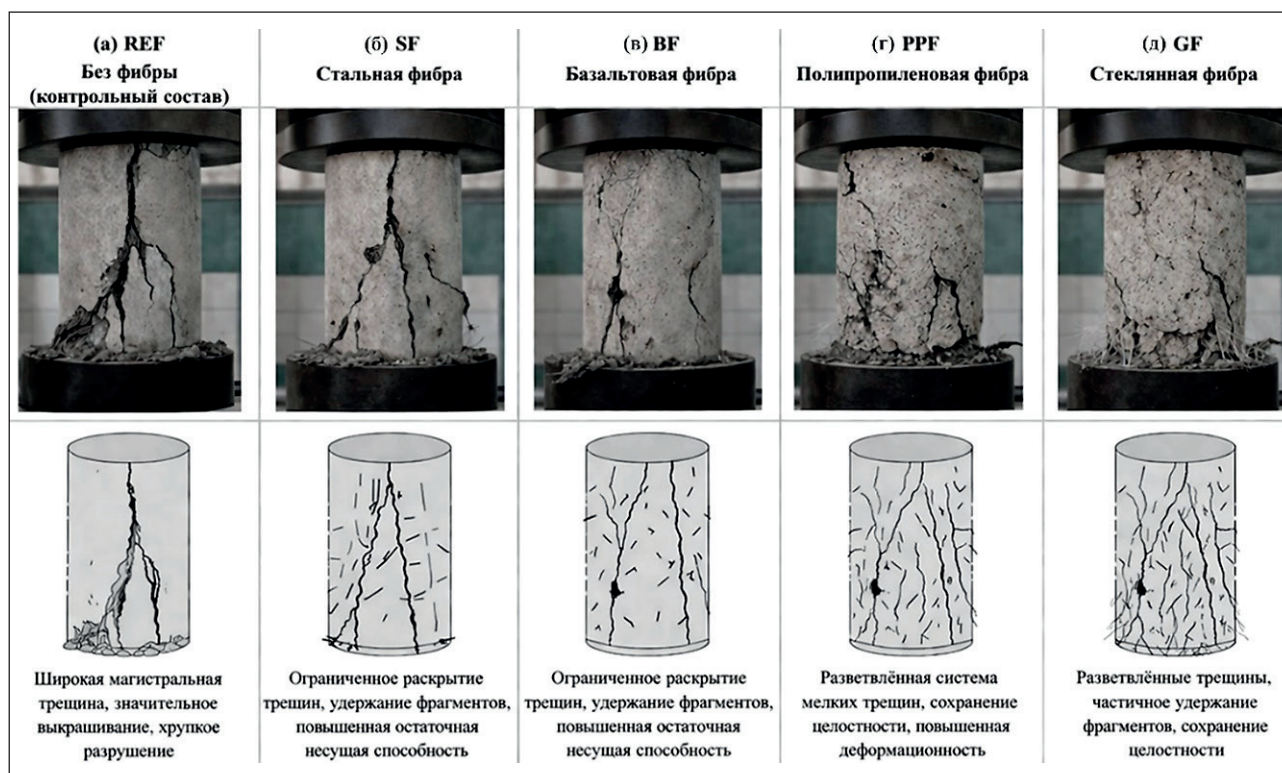 (а) REF
Без фибры
(контрольный состав)
(б) SF
Стальная фибра
(в) BF
Базальтовая фибра
(г) PPF
Полипропиленовая фибра
(д) GF
Стеклянная фибра
Широкая магистральная
трещина, значительное
выкрашивание, хрупкое
разрушение
Ограниченное раскрытие
трещин, удержание фрагментов,
повышенная остаточная
несущая способность
Ограниченное раскрытие
трещин, удержание фрагментов,
повышенная остаточная
несущая способность
Разветвлённая система
мелких трещин, сохранение
целостности, повышенная
деформационность
Разветвлённые трещины,
частичное удержание
фрагментов, сохранение
целостности